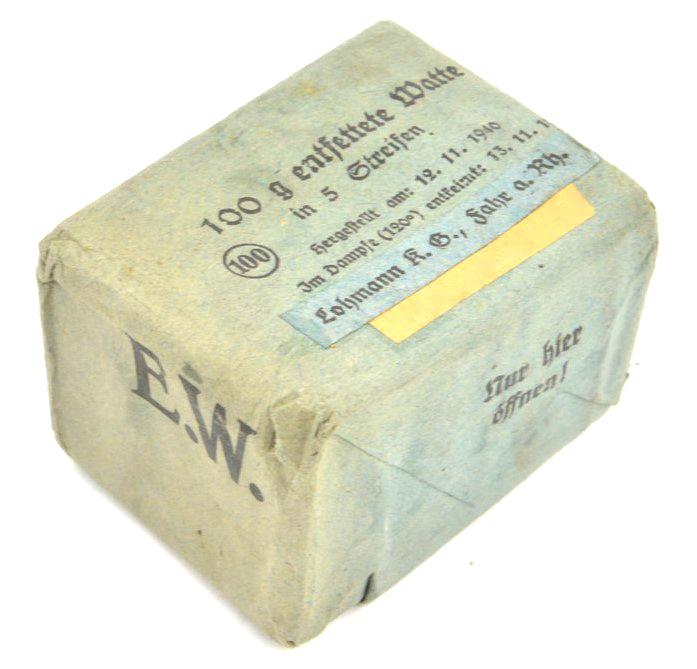 100 g entfettete Watte
in 5 Streifen.
100
Hergestellt am: 12. 11. 1940
Im Dampfe (120°) entkeimt: 13. 11.
Lohmann K. G., Fahr a. Rh.
E.W.
Nur hier
öffnen!